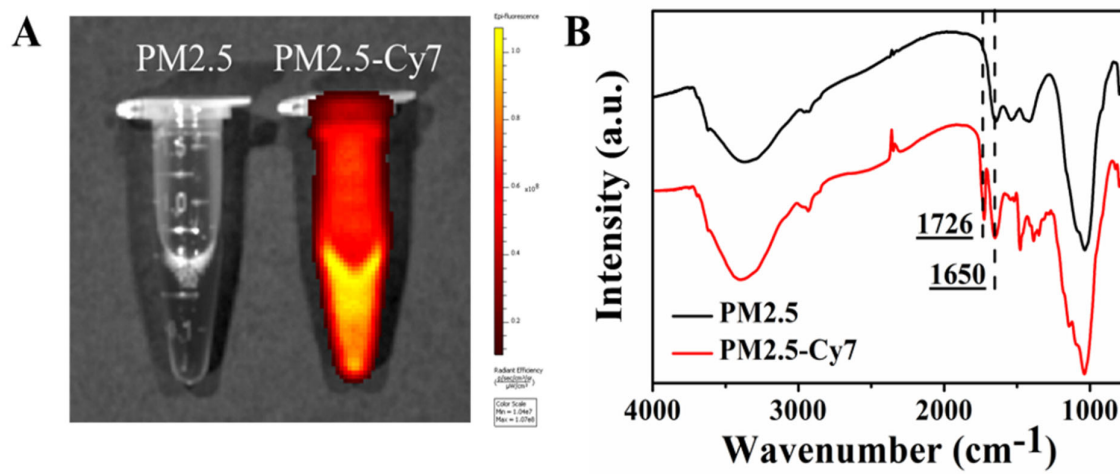 A
PM2.5
PM2.5-Cy7
Epi-fluorescence
1.0
0.8
0.6
x10⁸
0.4
0.2
Radiant Efficiency
Color Scale
Min = 1.04e7
Max = 1.07e8
B
Intensity (a.u.)
1726
1650
PM2.5
PM2.5-Cy7
4000
3000
2000
1000
Wavenumber (cm-1)